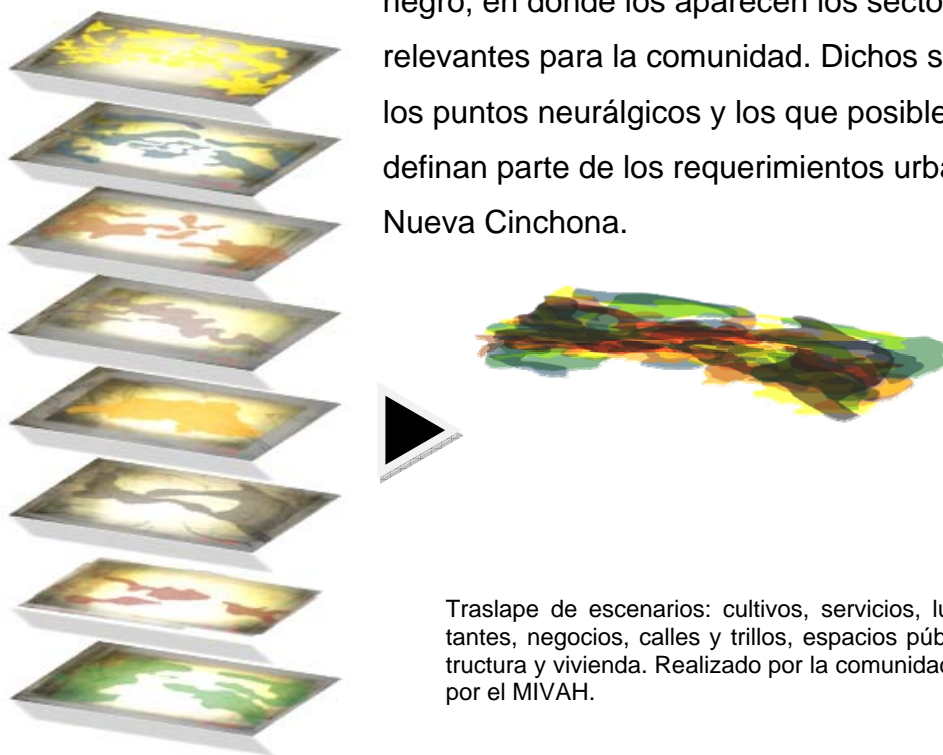 negro, en donde los aparecen los secto
relevantes para la comunidad. Dichos s
los puntos neurálgicos y los que posible
definan parte de los requerimientos urba
Nueva Cinchona.
Traslape de escenarios: cultivos, servicios, lu
tantes, negocios, calles y trillos, espacios púb
tructura y vivienda. Realizado por la comunidad
por el MIVAH.